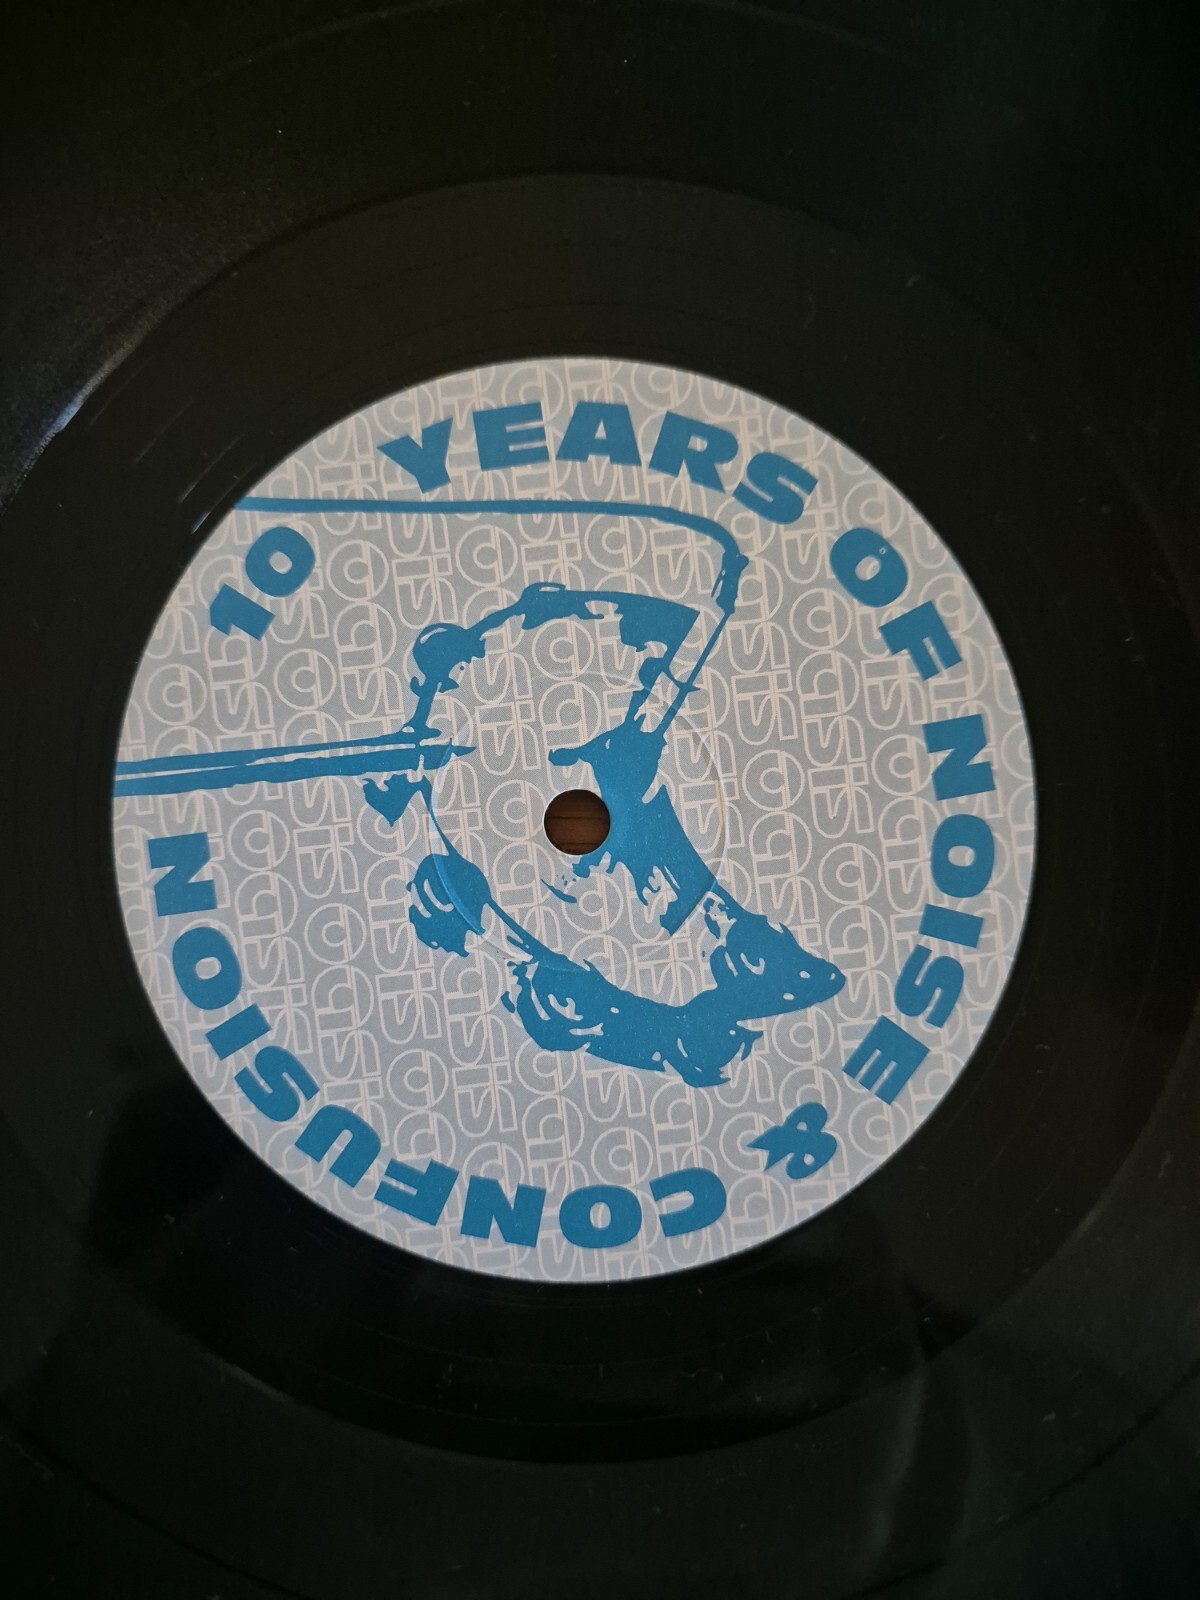 10 YEARS OF NOISE & CONFUSION